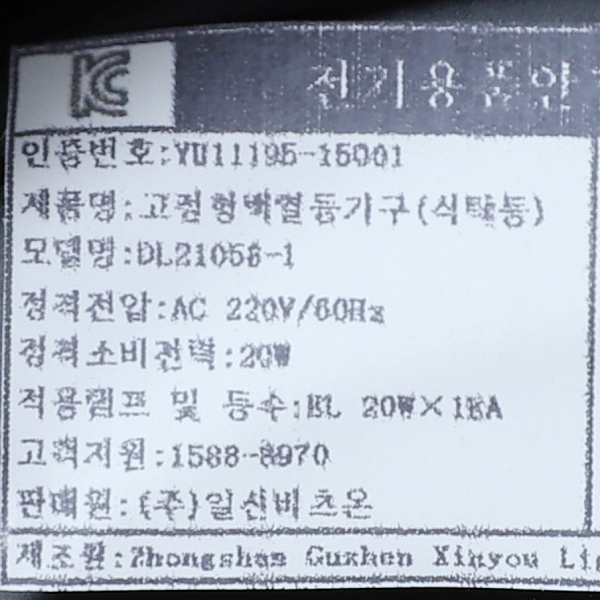 KC
전기용품안
인증번호:YU11195-15001
제품명:고정형백열등기구(식탁등)
모델명:DL21056-1
정격전압:AC 220V/60Hz
정격소비전력:20W
적용램프 및 등수:EL 20W×1EA
고객지원:1588-8970
판매원:(주)일신비츠온
제조원:Zhongshan Guzhen Xinyou